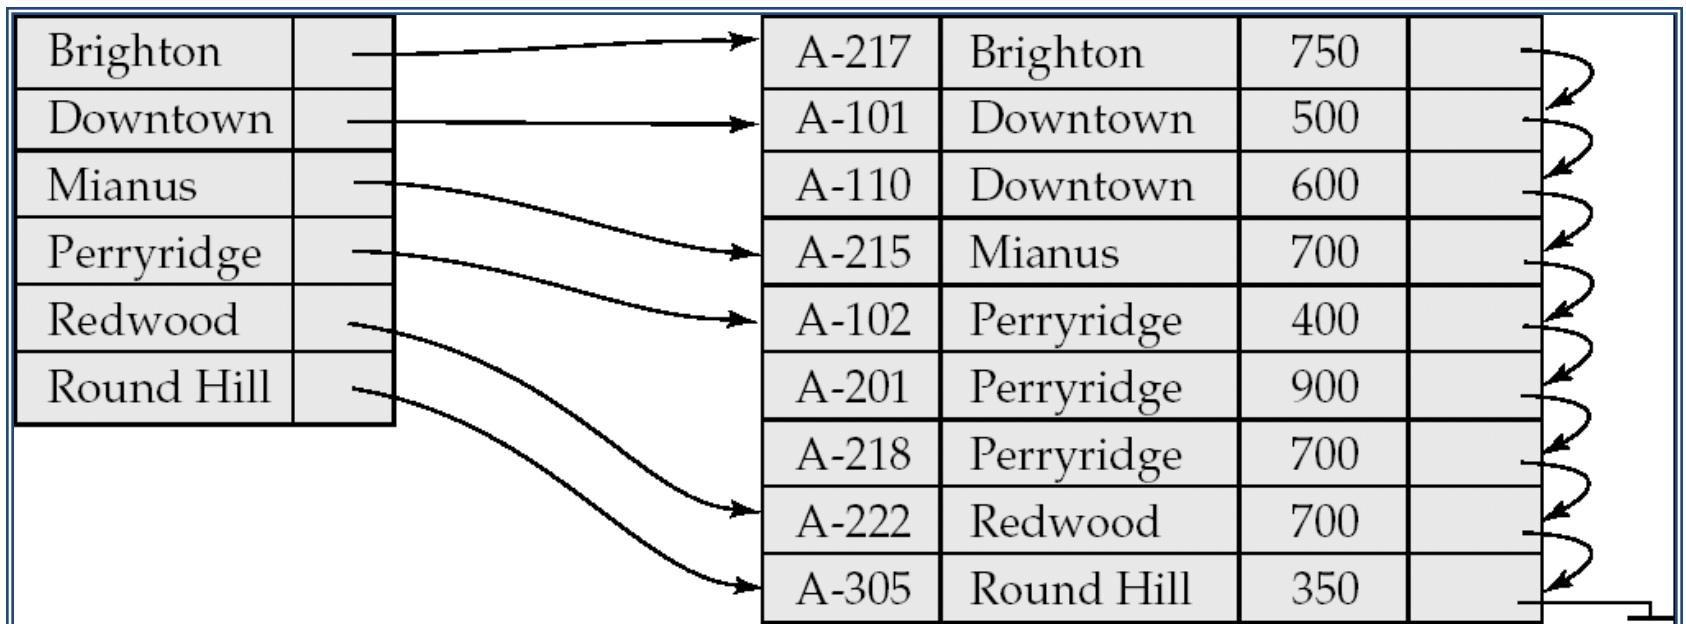 Brighton
Downtown
Mianus
Perryridge
Redwood
Round Hill
A-217 Brighton 750
A-101 Downtown 500
A-110 Downtown 600
A-215 Mianus 700
A-102 Perryridge 400
A-201 Perryridge 900
A-218 Perryridge 700
A-222 Redwood 700
A-305 Round Hill 350